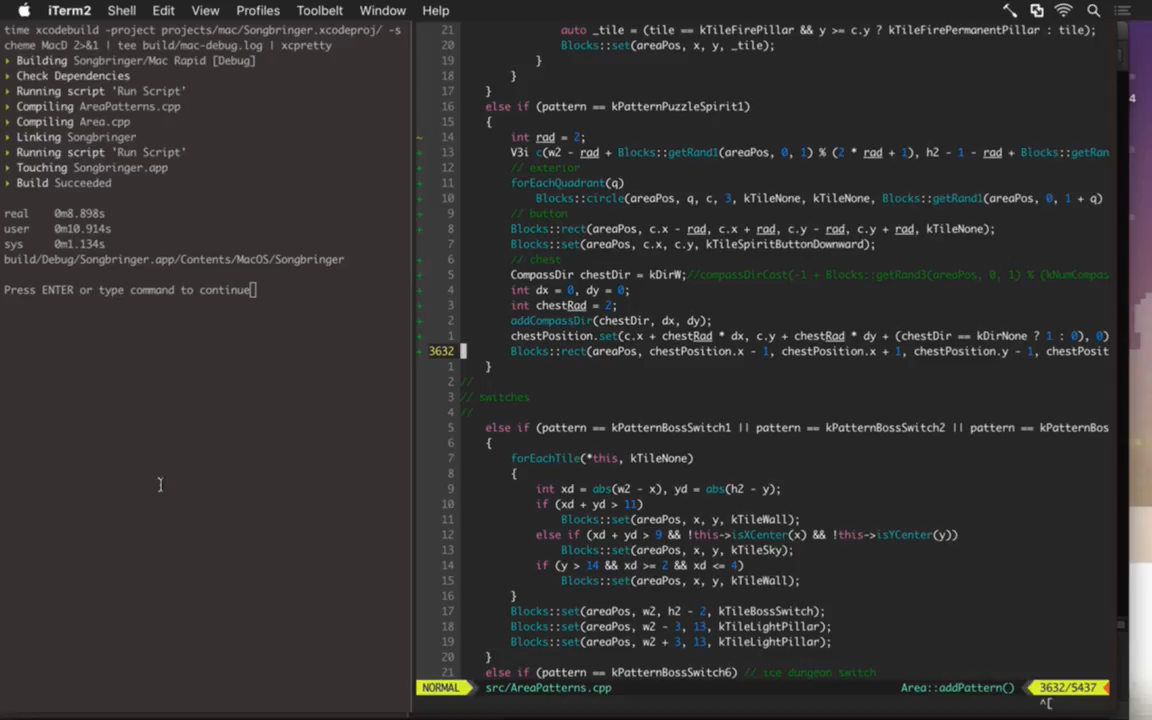 iTerm2 Shell Edit View Profiles Toolbelt Window Help
time xcodebuild -project projects/mac/Songbringer.xcodeproj/ -s
cheme MacD 2>&1 | tee build/mac-debug.log | xcpretty
Building Songbringer/Mac Rapid [Debug]
Check Dependencies
Running script 'Run Script'
Compiling AreaPatterns.cpp
Compiling Area.cpp
Linking Songbringer
Running script 'Run Script'
Touching Songbringer.app
Build Succeeded
real 0m8.898s
user 0m10.914s
sys 0m1.134s
build/Debug/Songbringer.app/Contents/MacOS/Songbringer
Press ENTER or type command to continue
21 auto _tile = (tile == kTileFirePillar && y >= c.y ? kTileFirePermanentPillar : tile);
20 Blocks::set(areaPos, x, y, _tile);
19 }
18 }
17 }
16 else if (pattern == kPatternPuzzleSpirit1)
15 {
~ 14 int rad = 2;
+ 13 V3i c(w2 - rad + Blocks::getRand1(areaPos, 0, 1) % (2 * rad + 1), h2 - 1 - rad + Blocks::getRan
+ 12 // exterior
+ 11 forEachQuadrant(q)
+ 10 Blocks::circle(areaPos, q, c, 3, kTileNone, kTileNone, Blocks::getRand1(areaPos, 0, 1 + q)
+ 9 // button
+ 8 Blocks::rect(areaPos, c.x - rad, c.x + rad, c.y - rad, c.y + rad, kTileNone);
+ 7 Blocks::set(areaPos, c.x, c.y, kTileSpiritButtonDownward);
+ 6 // chest
+ 5 CompassDir chestDir = kDirW;//compassDirCast(-1 + Blocks::getRand3(areaPos, 0, 1) % (kNumCompas
+ 4 int dx = 0, dy = 0;
+ 3 int chestRad = 2;
+ 2 addCompassDir(chestDir, dx, dy);
+ 1 chestPosition.set(c.x + chestRad * dx, c.y + chestRad * dy + (chestDir == kDirNone ? 1 : 0), 0)
+ 3632 Blocks::rect(areaPos, chestPosition.x - 1, chestPosition.x + 1, chestPosition.y - 1, chestPosit
1 }
2 //
3 // switches
4 //
5 else if (pattern == kPatternBossSwitch1 || pattern == kPatternBossSwitch2 || pattern == kPatternBos
6 {
7 forEachTile(*this, kTileNone)
8 {
9 int xd = abs(w2 - x), yd = abs(h2 - y);
10 if (xd + yd > 11)
11 Blocks::set(areaPos, x, y, kTileWall);
12 else if (xd + yd > 9 && !this->isXCenter(x) && !this->isYCenter(y))
13 Blocks::set(areaPos, x, y, kTileSky);
14 if (y > 14 && xd >= 2 && xd <= 4)
15 Blocks::set(areaPos, x, y, kTileWall);
16 }
17 Blocks::set(areaPos, w2, h2 - 2, kTileBossSwitch);
18 Blocks::set(areaPos, w2 - 3, 13, kTileLightPillar);
19 Blocks::set(areaPos, w2 + 3, 13, kTileLightPillar);
20 }
21 else if (pattern == kPatternBossSwitch6) // ice dungeon switch
NORMAL src/AreaPatterns.cpp Area::addPattern() 3632/5437
^[
4